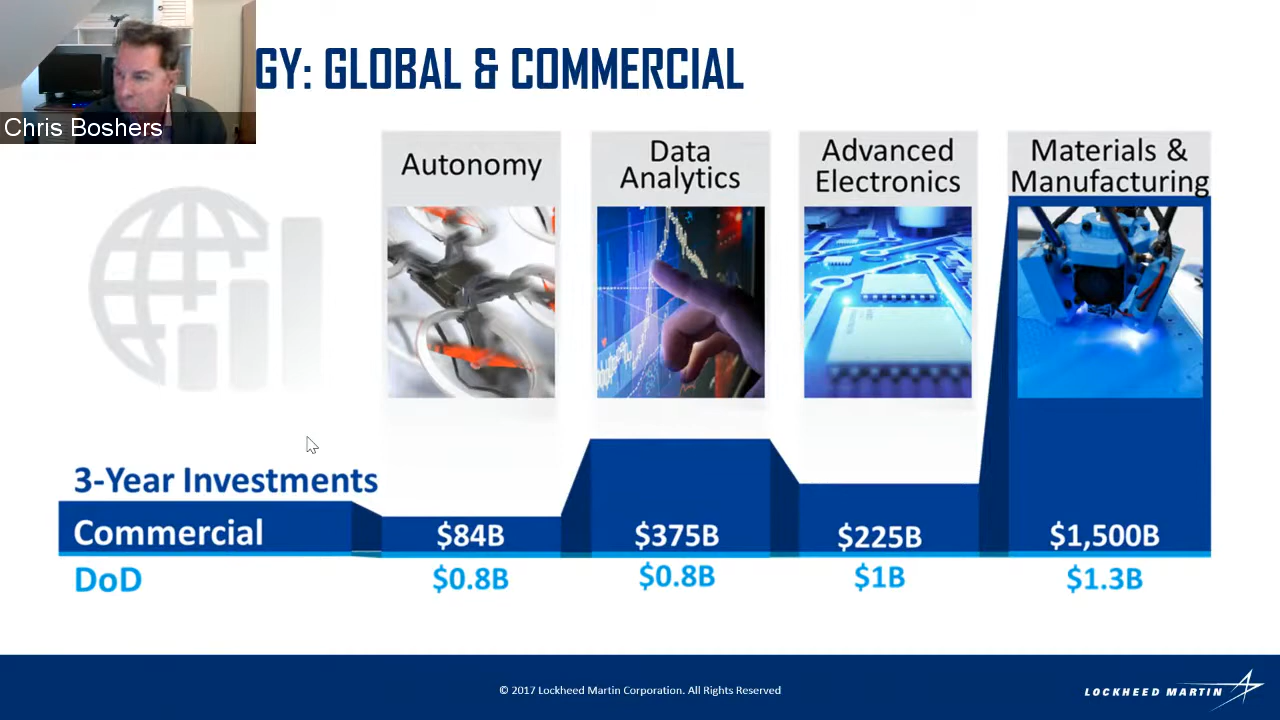 GY: GLOBAL & COMMERCIAL
Chris Boshers
Autonomy
Data
Analytics
Advanced
Electronics
Materials &
Manufacturing
3-Year Investments
Commercial $84B $375B $225B $1,500B
DoD $0.8B $0.8B $1B $1.3B
© 2017 Lockheed Martin Corporation. All Rights Reserved
LOCKHEED MARTIN